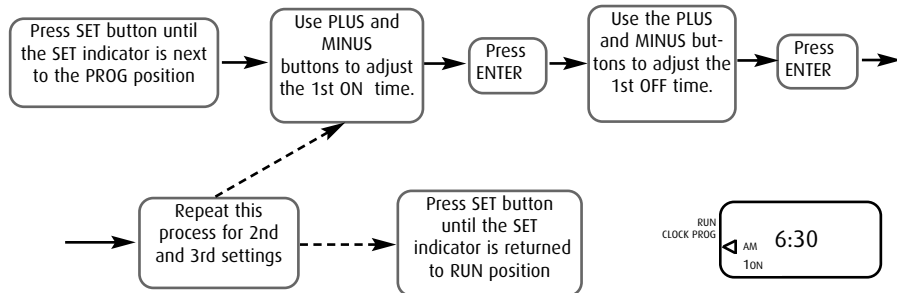 Press SET button until
the SET indicator is next
to the PROG position
Use PLUS and
MINUS
buttons to adjust
the 1st ON time.
Press
ENTER
Use the PLUS
and MINUS but-
tons to adjust the
1st OFF time.
Press
ENTER
Repeat this
process for 2nd
and 3rd settings
Press SET button
until the SET
indicator is returned
to RUN position
RUN
CLOCK PROG
AM 6:30
1ON